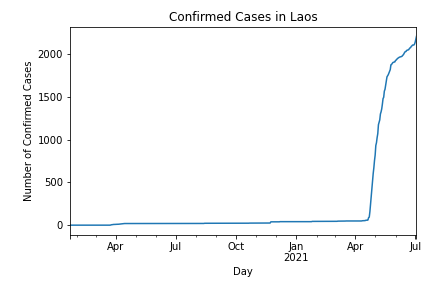 Confirmed Cases in Laos
Number of Confirmed Cases
2000
1500
1000
500
0
Apr
Jul
Oct
Jan
2021
Apr
Jul
Day